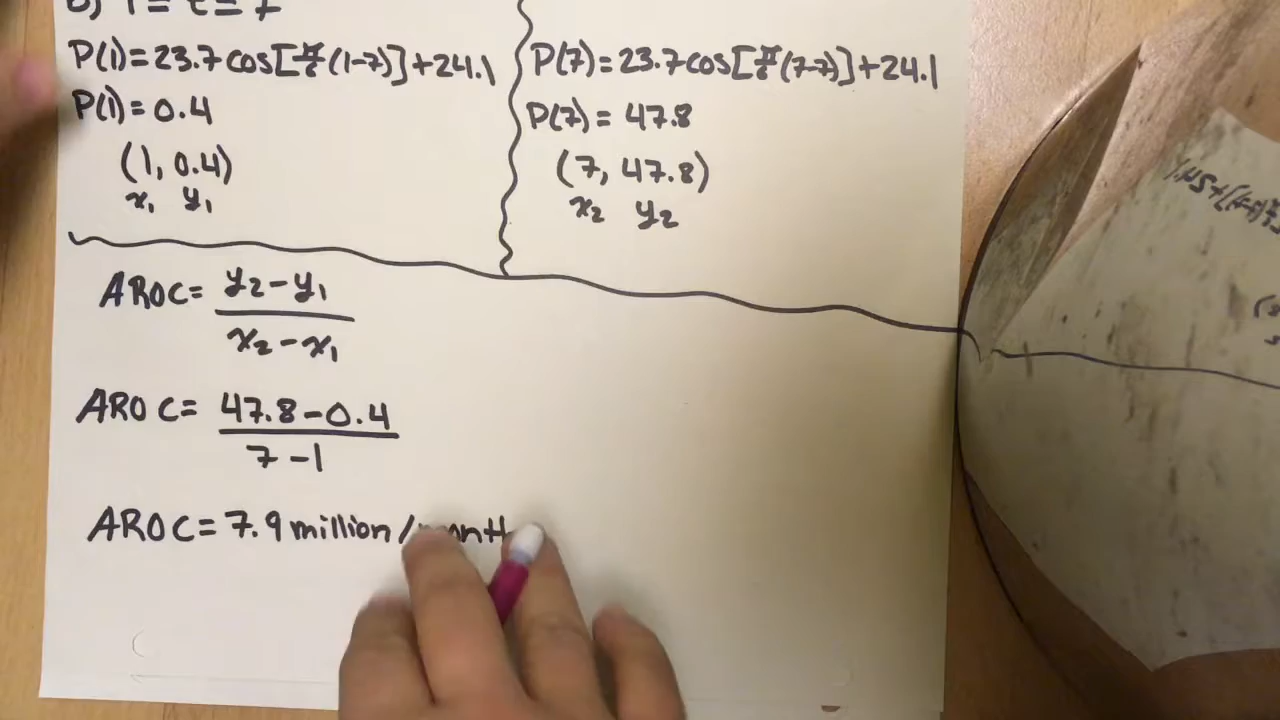 b) 1 ≤ t ≤ 7
P(1)=23.7cos[π/6(1-7)]+24.1
P(1)=0.4
(1, 0.4)
x₁ y₁
P(7)=23.7cos[π/6(7-7)]+24.1
P(7)=47.8
(7, 47.8)
x₂ y₂
AROC= y₂-y₁
x₂-x₁
AROC= 47.8-0.4
7-1
AROC=7.9 million/month